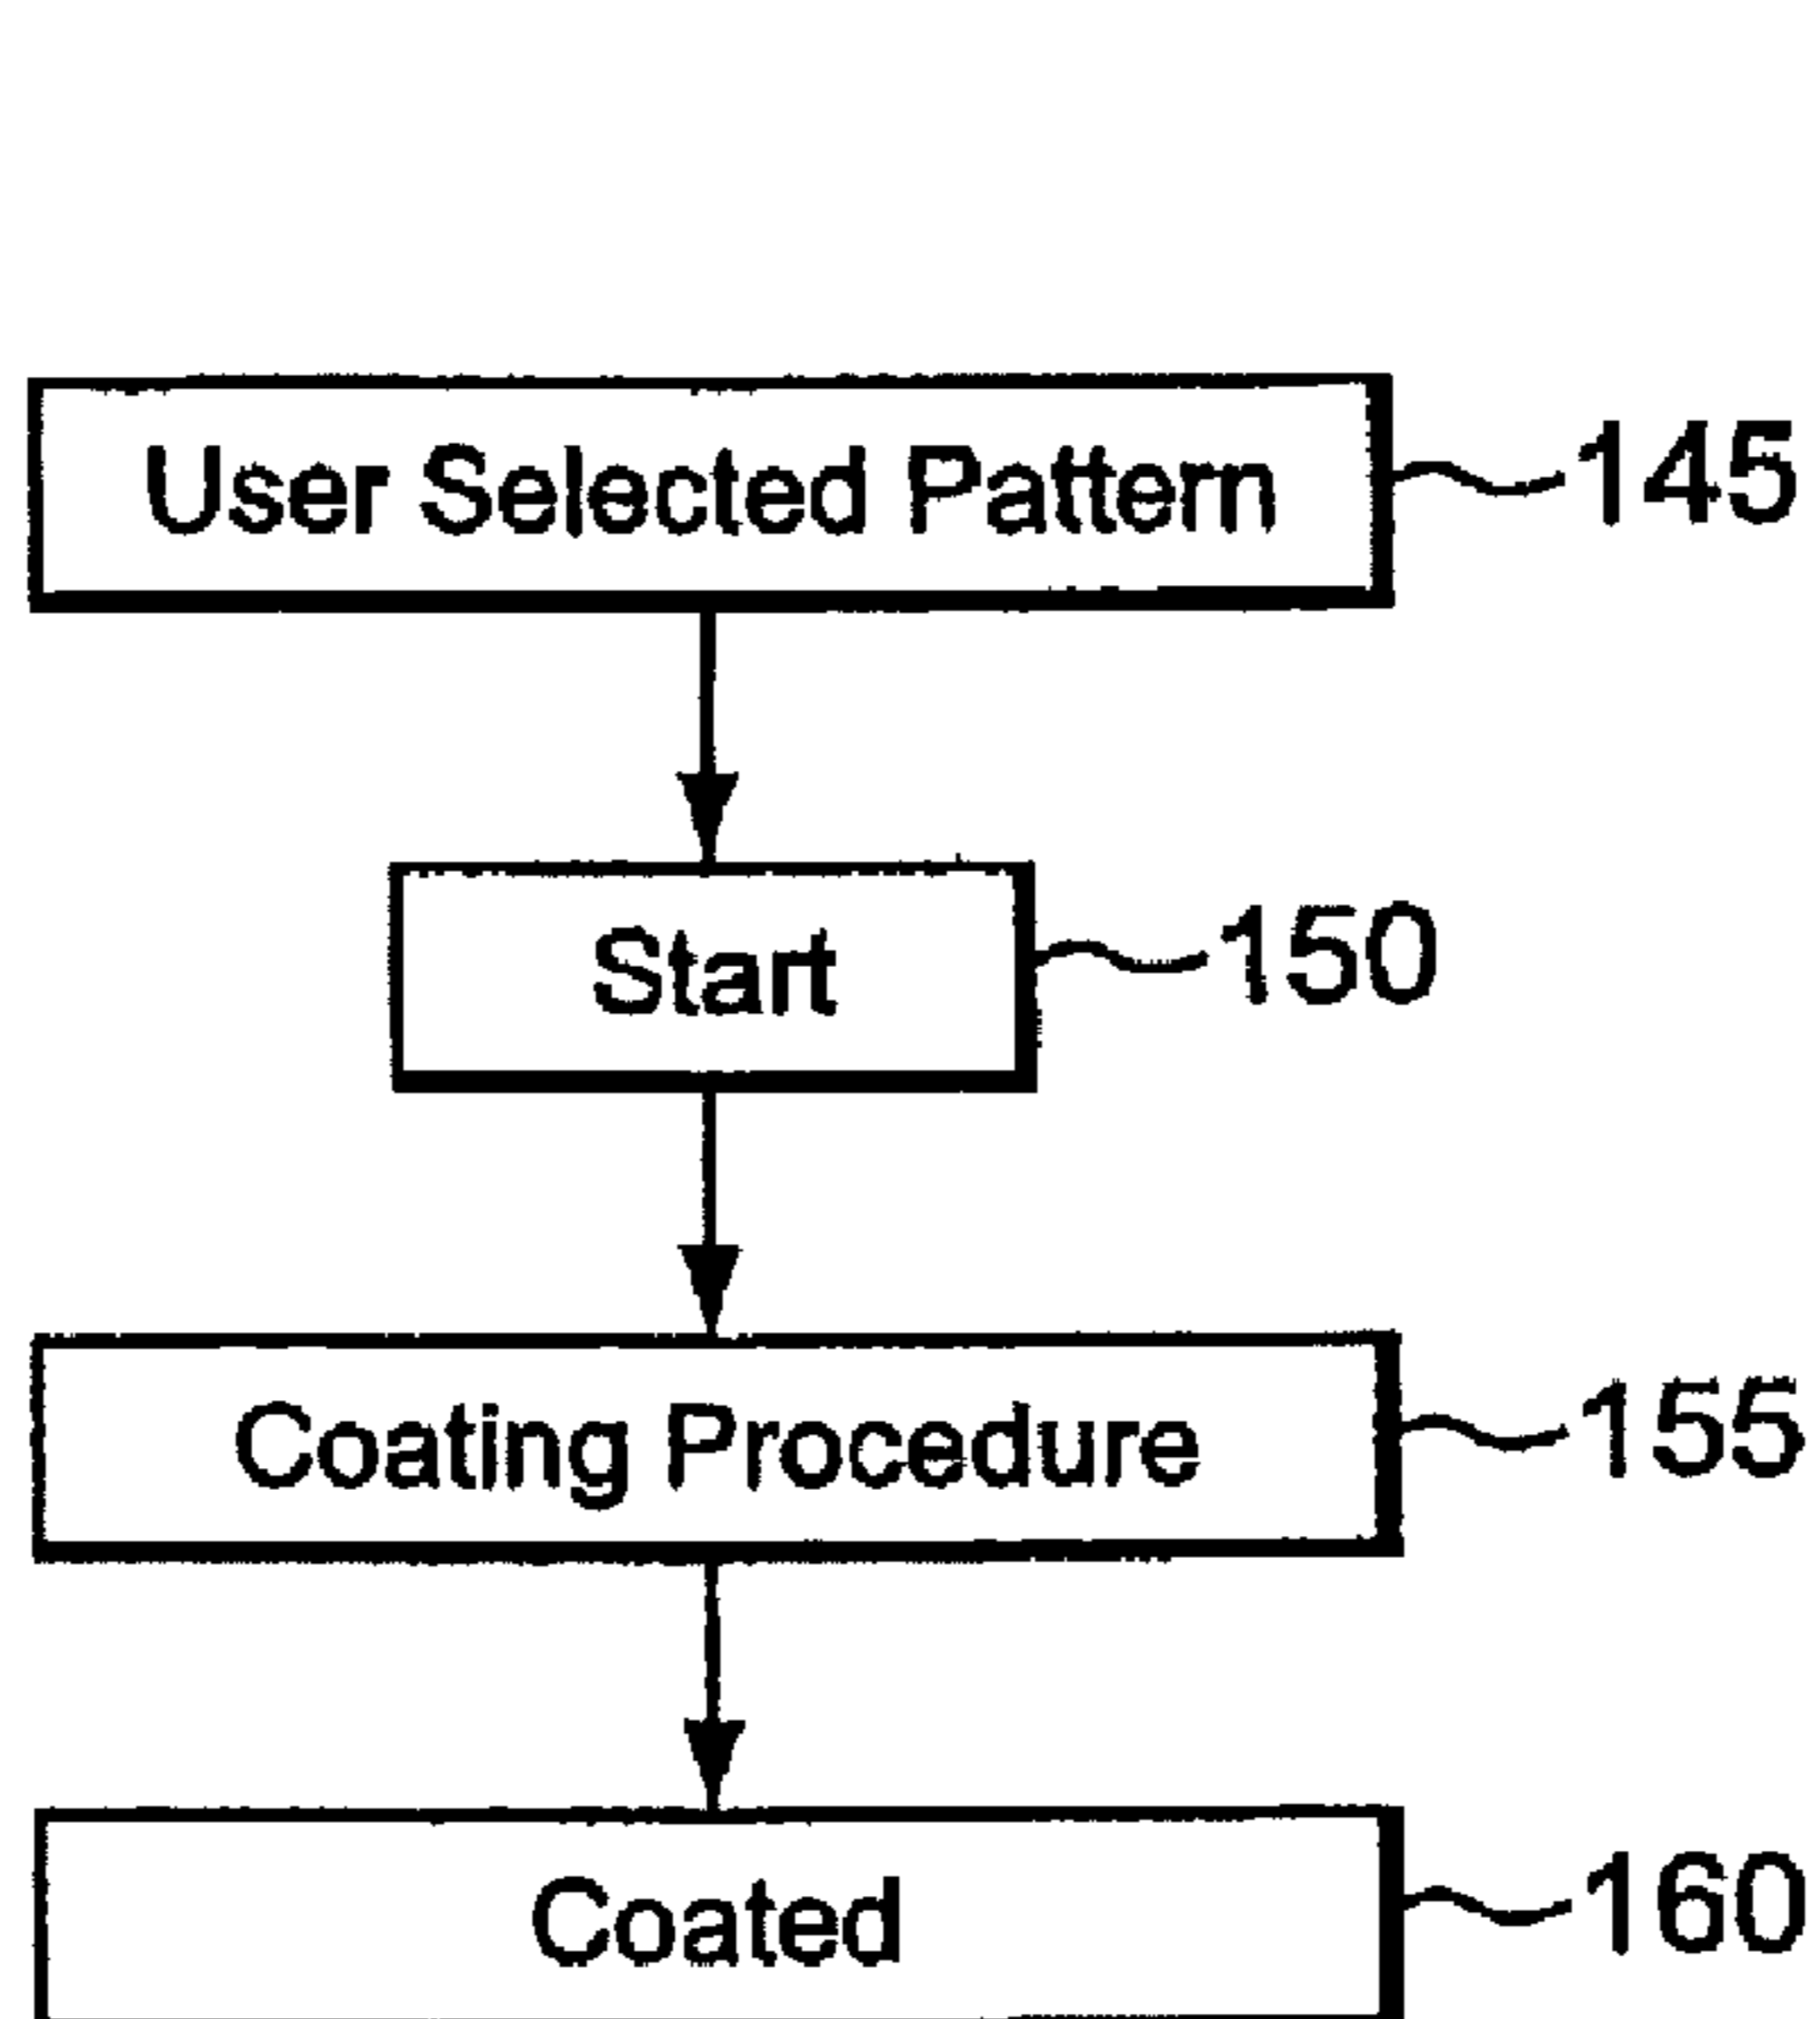 User Selected Pattern
145
Start
150
Coating Procedure
155
Coated
160